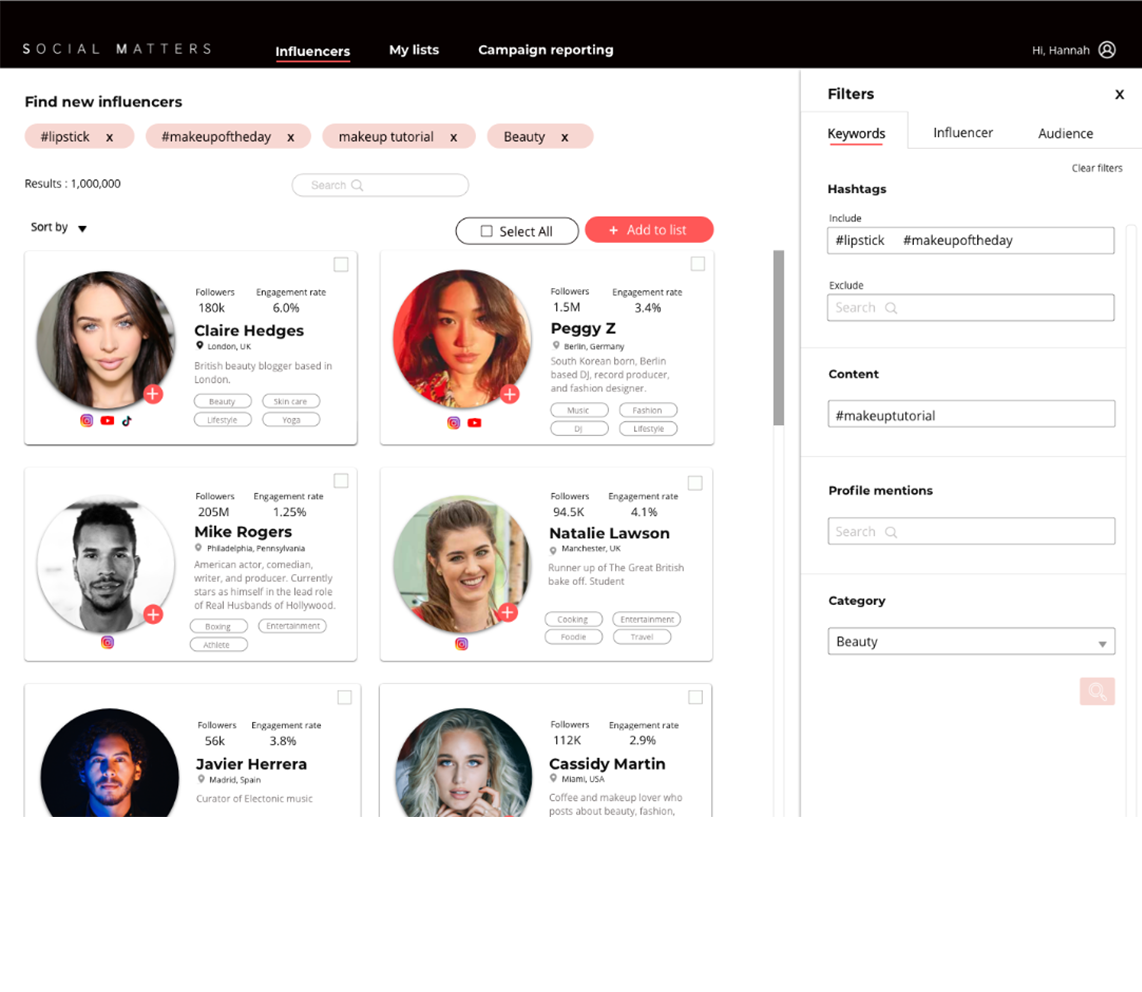 SOCIAL MATTERS
Influencers My lists Campaign reporting
Hi, Hannah
Find new influencers
#lipstick x #makeupoftheday x makeup tutorial x Beauty x
Results : 1,000,000
Search
Sort by
Select All
+ Add to list
Followers Engagement rate
180k 6.0%
Claire Hedges
London, UK
British beauty blogger based in
London.
Beauty Skin care
Lifestyle Yoga
Followers Engagement rate
1.5M 3.4%
Peggy Z
Berlin, Germany
South Korean born, Berlin
based DJ, record producer,
and fashion designer.
Music Fashion
DJ Lifestyle
Followers Engagement rate
205M 1.25%
Mike Rogers
Philadelphia, Pennsylvania
American actor, comedian,
writer, and producer. Currently
stars as himself in the lead role
of Real Husbands of Hollywood.
Boxing Entertainment
Athlete
Followers Engagement rate
94.5K 4.1%
Natalie Lawson
Manchester, UK
Runner up of The Great British
bake off. Student
Cooking Entertainment
Foodie Travel
Followers Engagement rate
56k 3.8%
Javier Herrera
Madrid, Spain
Curator of Electonic music
Followers Engagement rate
112K 2.9%
Cassidy Martin
Miami, USA
Coffee and makeup lover who
posts about beauty, fashion,
Filters X
Keywords Influencer Audience
Clear filters
Hashtags
Include
#lipstick #makeupoftheday
Exclude
Search
Content
#makeuptutorial
Profile mentions
Search
Category
Beauty